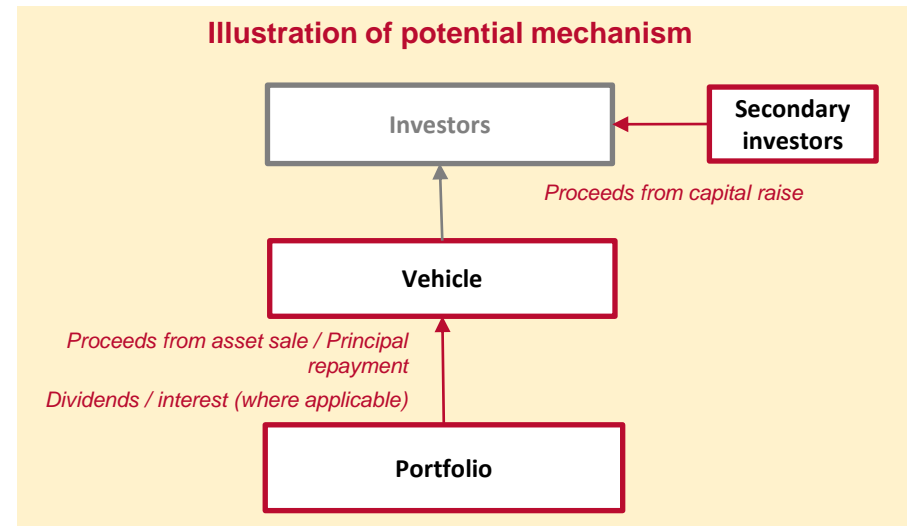 Illustration of potential mechanism
Investors
Secondary
investors
Proceeds from capital raise
Vehicle
Proceeds from asset sale / Principal
repayment
Dividends / interest (where applicable)
Portfolio